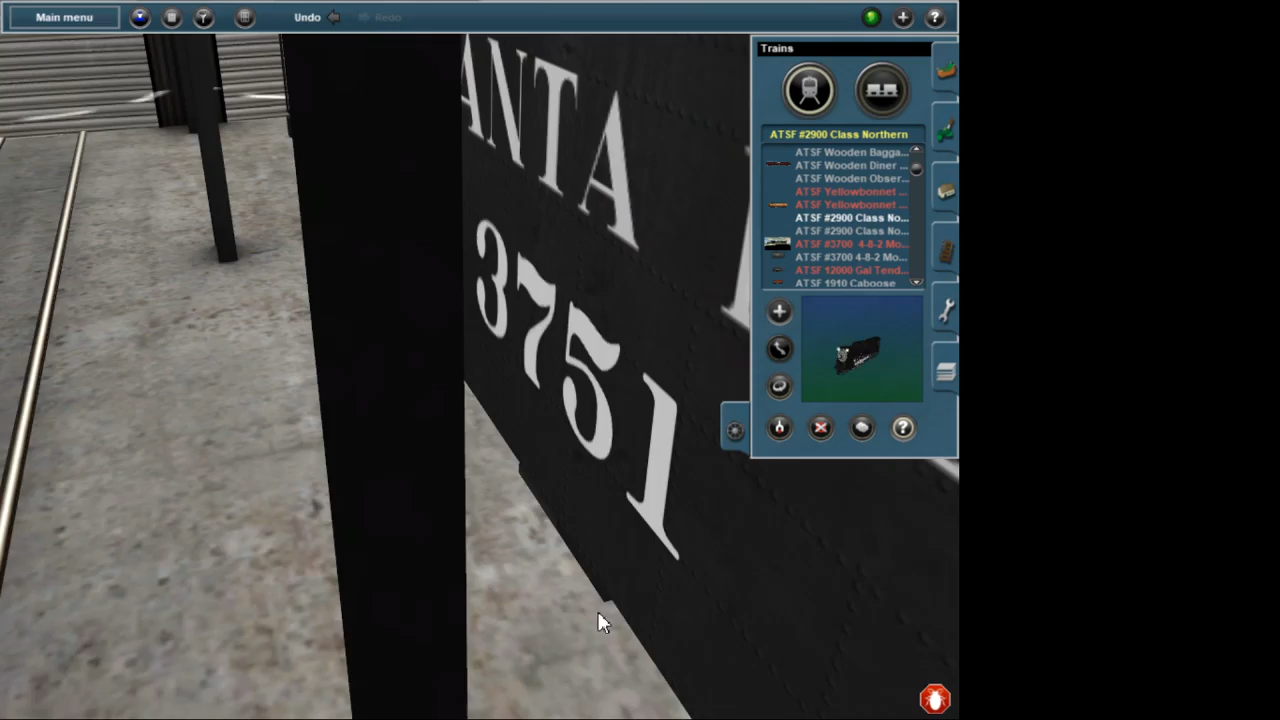 Main menu
Undo
Redo
?
Trains
ATSF #2900 Class Northern
ATSF Wooden Bagga...
ATSF Wooden Diner ...
ATSF Wooden Obser...
ATSF Yellowbonnet ...
ATSF Yellowbonnet ...
ATSF #2900 Class No...
ATSF #2900 Class No...
ATSF #3700 4-8-2 Mo...
ATSF #3700 4-8-2 Mo...
ATSF 12000 Gal Tend...
ATSF 1910 Caboose
?
ANTA
3751